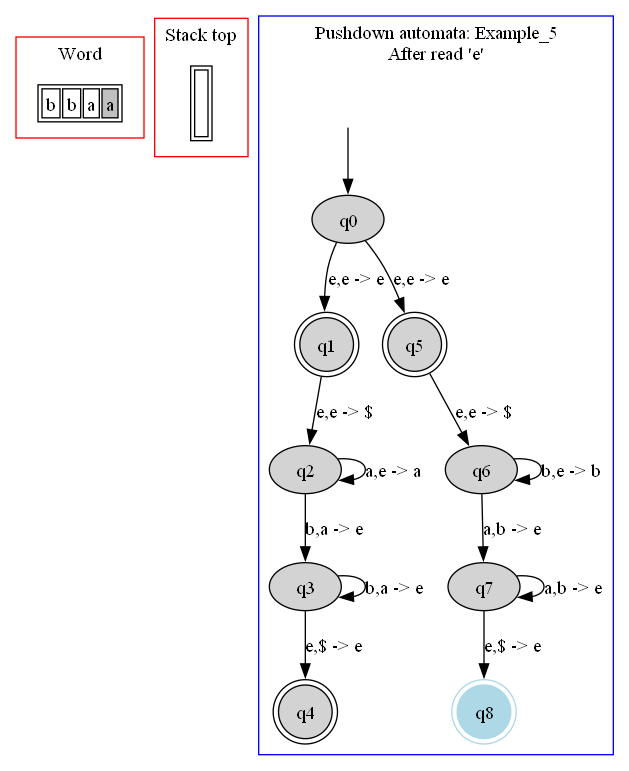 Word
b b a a
Stack top
Pushdown automata: Example_5
After read 'e'
q0
e,e -> e
e,e -> e
q1
q5
e,e -> $
e,e -> $
q2
a,e -> a
q6
b,e -> b
b,a -> e
a,b -> e
q3
b,a -> e
q7
a,b -> e
e,$ -> e
e,$ -> e
q4
q8